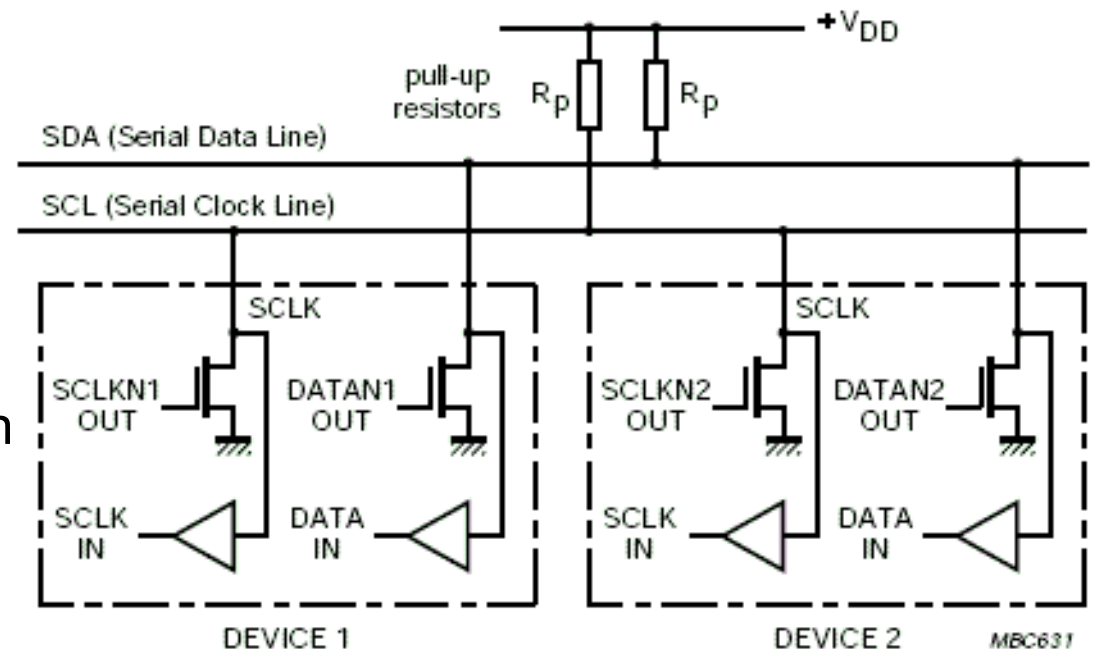 +VDD
pull-up
resistors
Rp
Rp
SDA (Serial Data Line)
SCL (Serial Clock Line)
SCLK
SCLK
SCLKN1
OUT
DATAN1
OUT
SCLKN2
OUT
DATAN2
OUT
n
SCLK
IN
DATA
IN
SCLK
IN
DATA
IN
DEVICE 1
DEVICE 2
MBC631